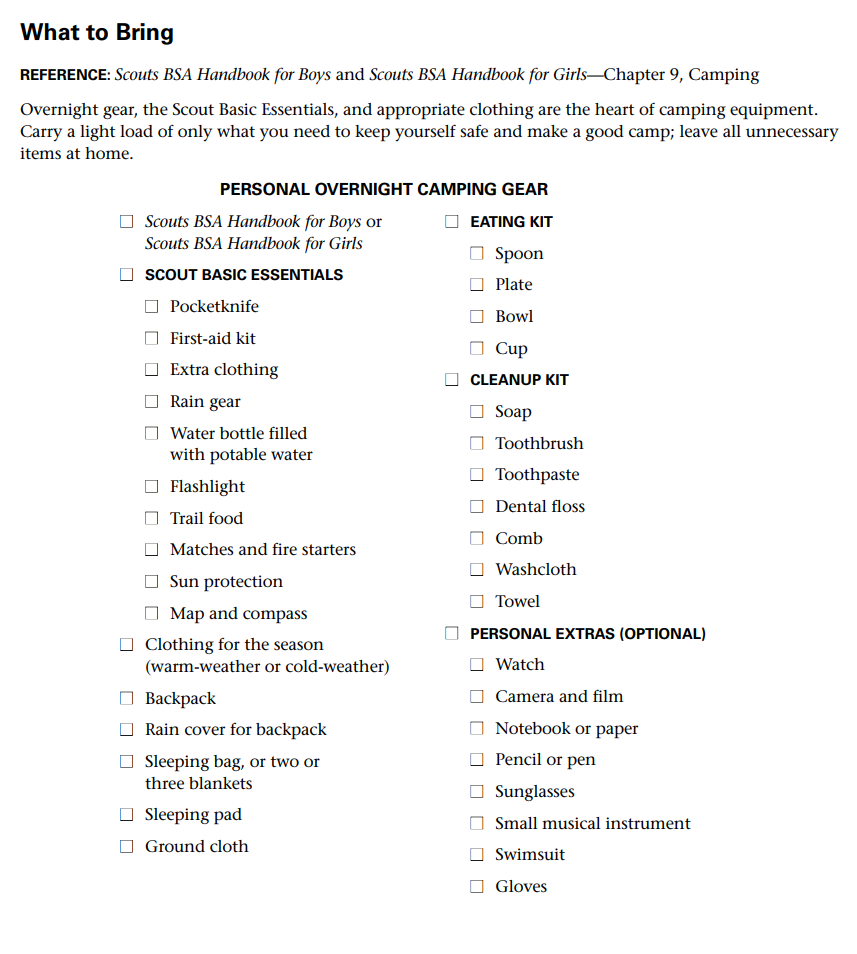 What to Bring
REFERENCE: Scouts BSA Handbook for Boys and Scouts BSA Handbook for Girls—Chapter 9, Camping
Overnight gear, the Scout Basic Essentials, and appropriate clothing are the heart of camping equipment.
Carry a light load of only what you need to keep yourself safe and make a good camp; leave all unnecessary
items at home.
PERSONAL OVERNIGHT CAMPING GEAR
Scouts BSA Handbook for Boys or
Scouts BSA Handbook for Girls
SCOUT BASIC ESSENTIALS
Pocketknife
First-aid kit
Extra clothing
Rain gear
Water bottle filled
with potable water
Flashlight
Trail food
Matches and fire starters
Sun protection
Map and compass
Clothing for the season
(warm-weather or cold-weather)
Backpack
Rain cover for backpack
Sleeping bag, or two or
three blankets
Sleeping pad
Ground cloth
EATING KIT
Spoon
Plate
Bowl
Cup
CLEANUP KIT
Soap
Toothbrush
Toothpaste
Dental floss
Comb
Washcloth
Towel
PERSONAL EXTRAS (OPTIONAL)
Watch
Camera and film
Notebook or paper
Pencil or pen
Sunglasses
Small musical instrument
Swimsuit
Gloves